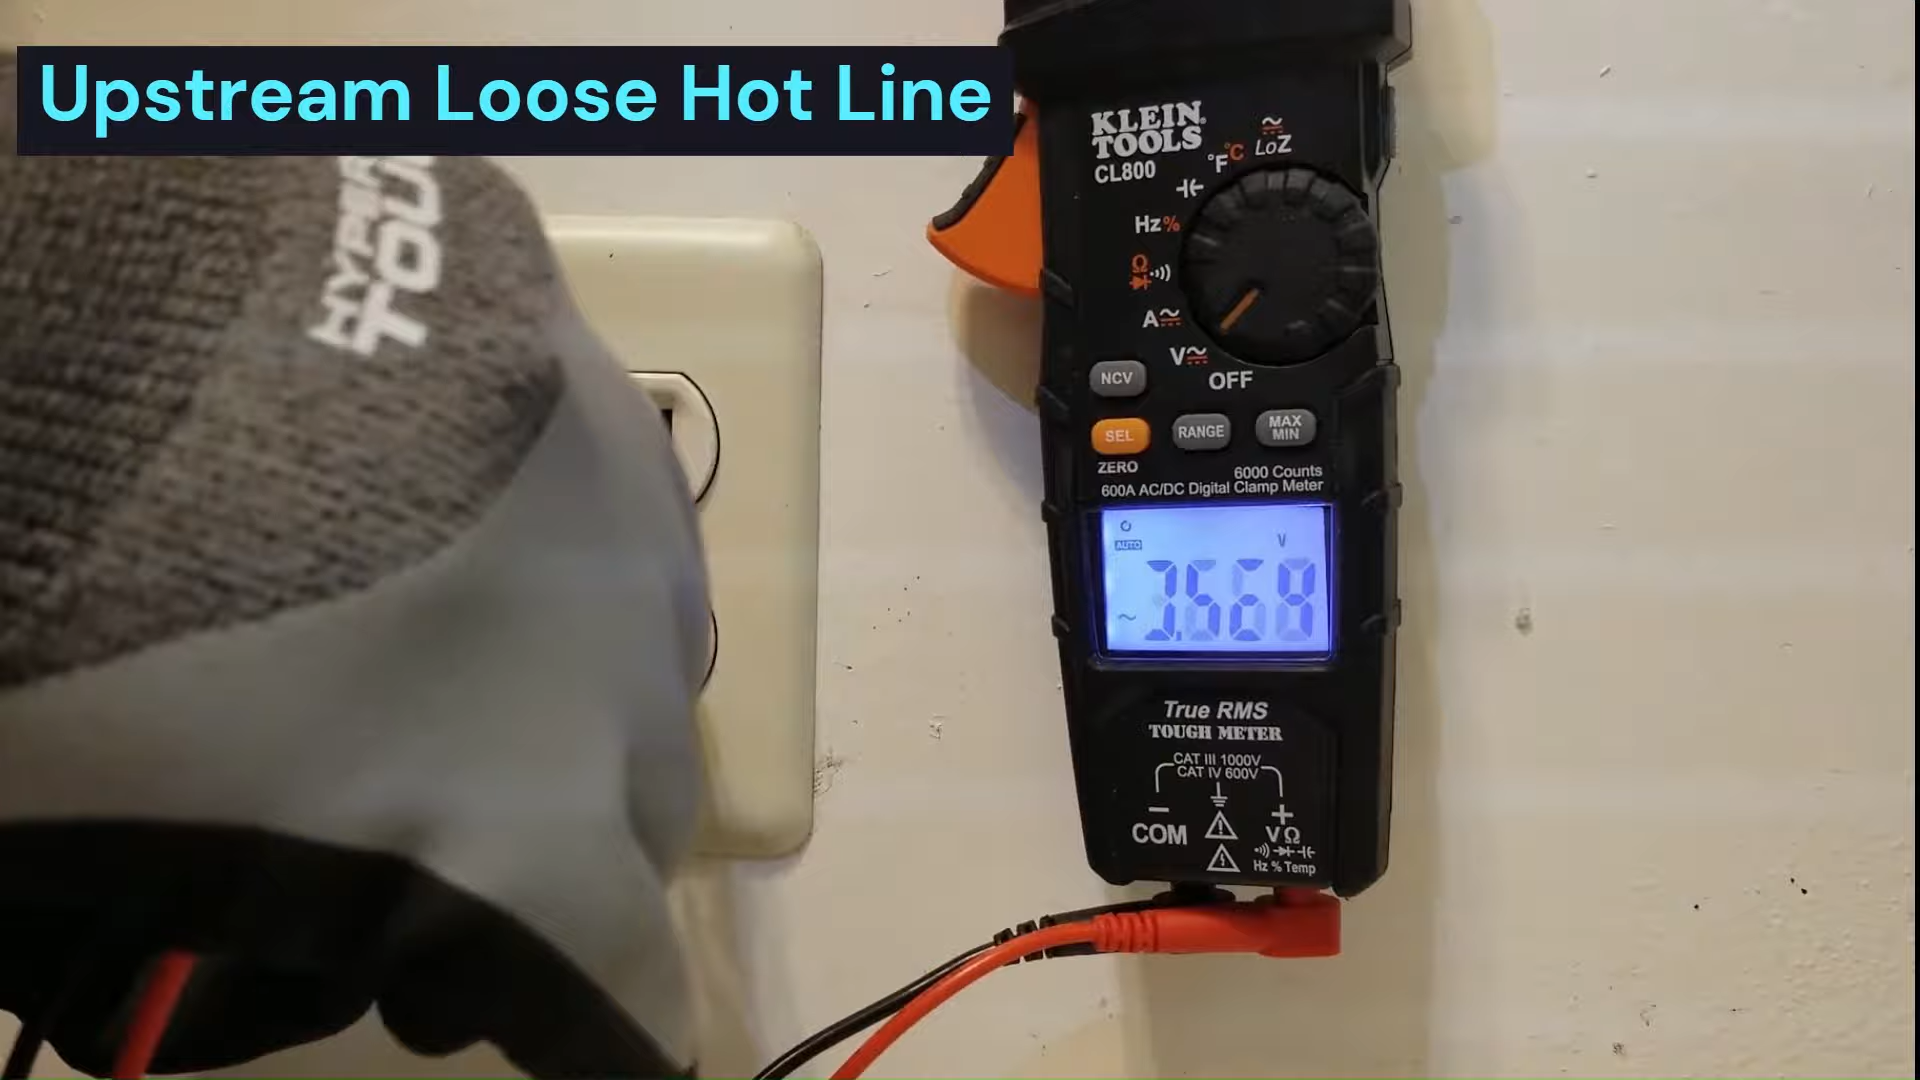 Upstream Loose Hot Line
KLEIN
TOOLS
CL800
°F°C
LoZ
Hz%
Ω
A
V
OFF
NCV
SEL
RANGE
MAX
MIN
ZERO
6000 Counts
600A AC/DC Digital Clamp Meter
AUTO
V
True RMS
TOUGH METER
CAT III 1000V
CAT IV 600V
COM
VΩ
Hz % Temp